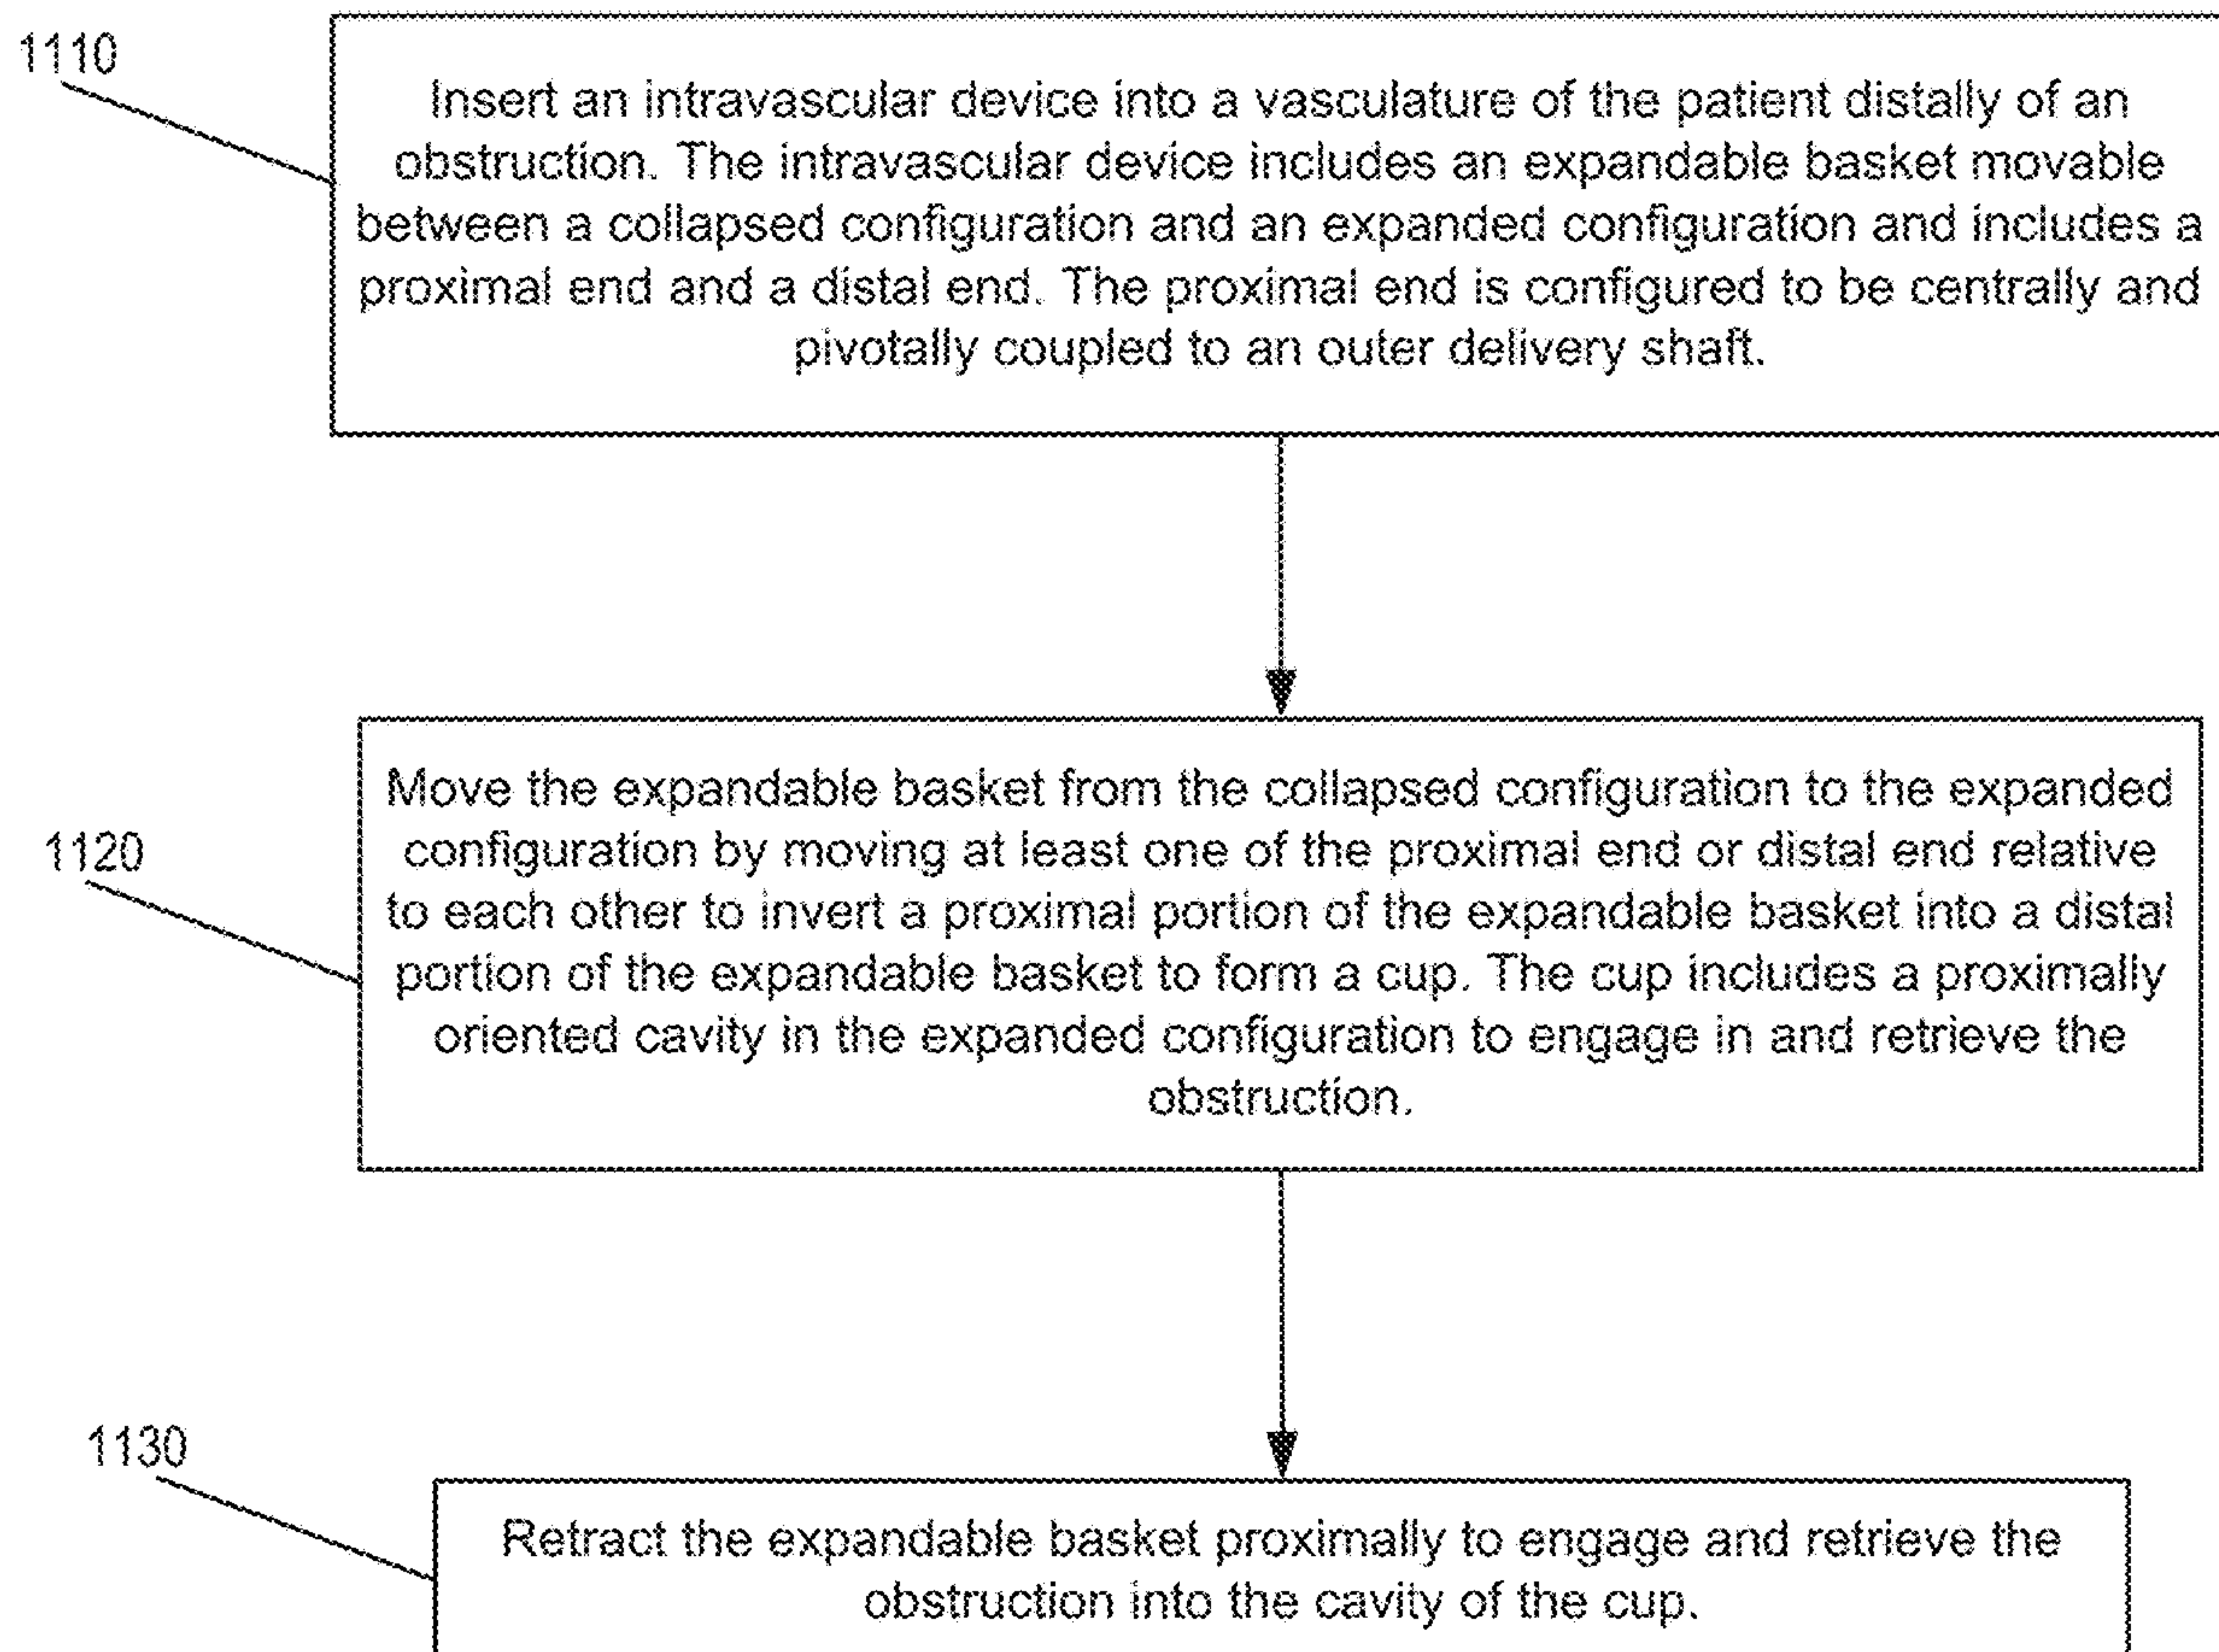 1110
Insert an intravascular device into a vasculature of the patient distally of an
obstruction. The intravascular device includes an expandable basket movable
between a collapsed configuration and an expanded configuration and includes a
proximal end and a distal end. The proximal end is configured to be centrally and
pivotally coupled to an outer delivery shaft.
1120
Move the expandable basket from the collapsed configuration to the expanded
configuration by moving at least one of the proximal end or distal end relative
to each other to invert a proximal portion of the expandable basket into a distal
portion of the expandable basket to form a cup. The cup includes a proximally
oriented cavity in the expanded configuration to engage in and retrieve the
obstruction.
1130
Retract the expandable basket proximally to engage and retrieve the
obstruction into the cavity of the cup.